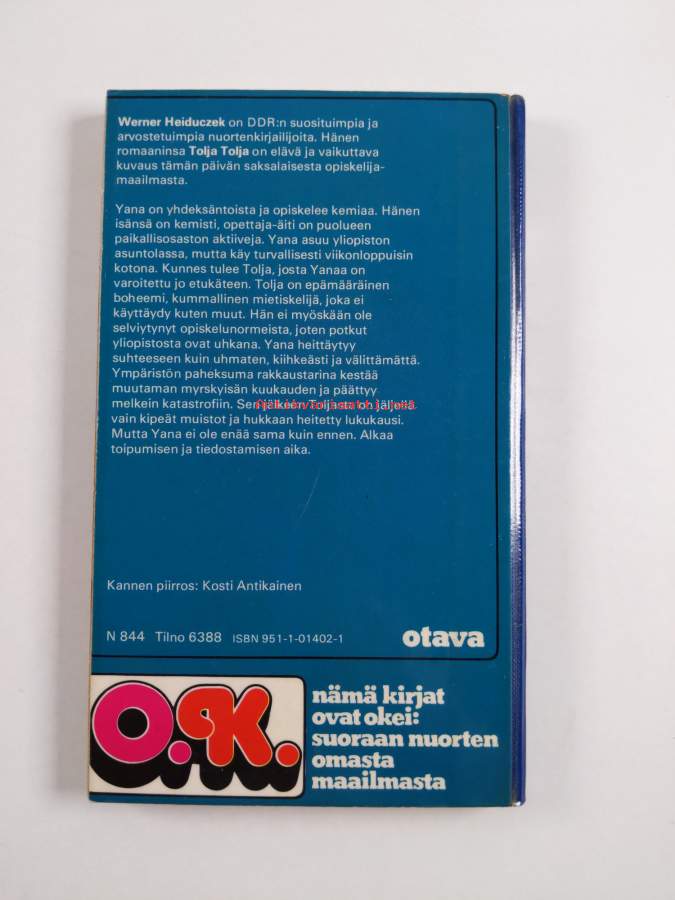 Werner Heiduczek on DDR:n suosituimpia ja
arvostetuimpia nuortenkirjailijoita. Hänen
romaaninsa Tolja Tolja on elävä ja vaikuttava
kuvaus tämän päivän saksalaisesta opiskelija-
maailmasta.
Yana on yhdeksäntoista ja opiskelee kemiaa. Hänen
isänsä on kemisti, opettaja-äiti on puolueen
paikallisosaston aktiiveja. Yana asuu yliopiston
asuntolassa, mutta käy turvallisesti viikonloppuisin
kotona. Kunnes tulee Tolja, josta Yanaa on
varoitettu jo etukäteen. Tolja on epämääräinen
boheemi, kummallinen mietiskelijä, joka ei
käyttäydy kuten muut. Hän ei myöskään ole
selviytynyt opiskelunormeista, joten potkut
yliopistosta ovat uhkana. Yana heittäytyy
suhteeseen kuin uhmaten, kiihkeästi ja välittämättä.
Ympäristön paheksuma rakkaustarina kestää
muutaman myrskyisän kuukauden ja päättyy
melkein katastrofiin. Sen jälkeen Toljasta on jäljellä
vain kipeät muistot ja hukkaan heitetty lukukausi.
Mutta Yana ei ole enää sama kuin ennen. Alkaa
toipumisen ja tiedostamisen aika.
Kannen piirros: Kosti Antikainen
N 844 Tilno 6388 ISBN 951-1-01402-1
otava
O.K.
nämä kirjat
ovat okei:
suoraan nuorten
omasta
maailmasta